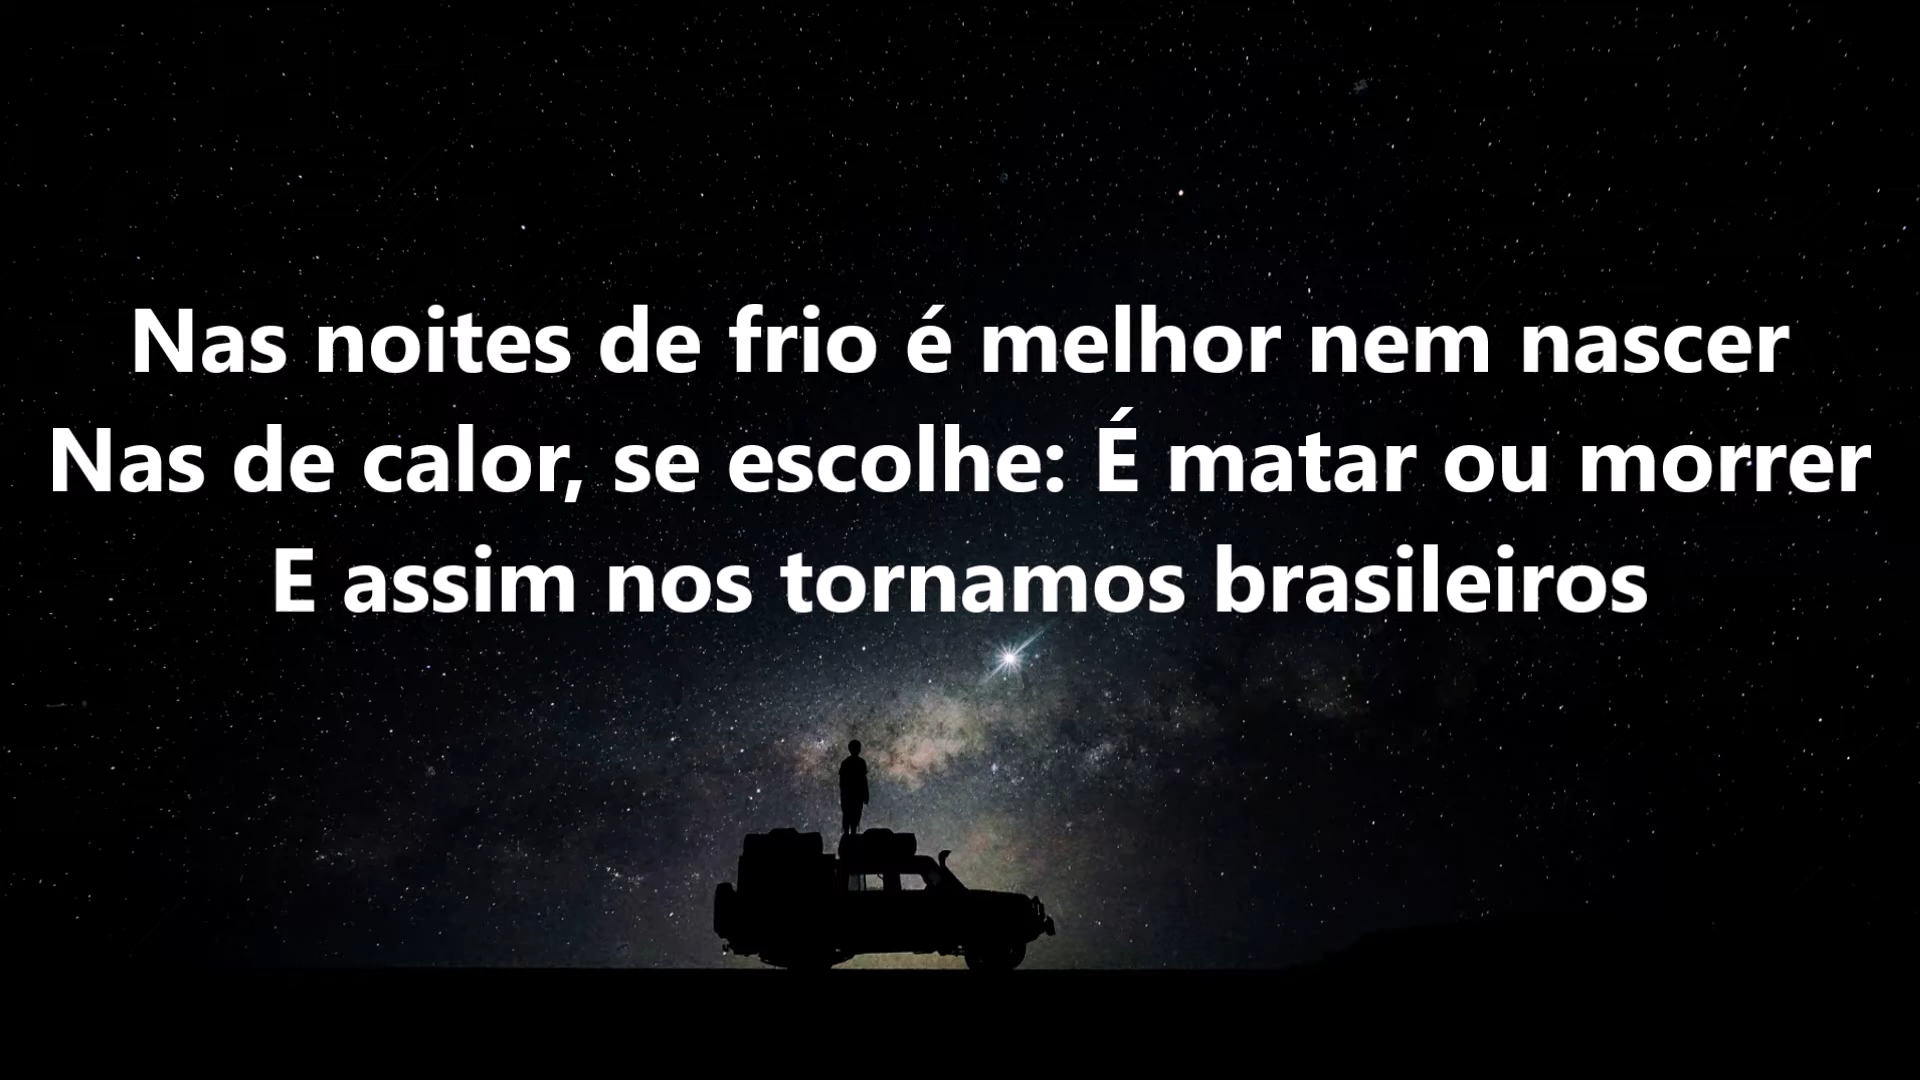 Nas noites de frio é melhor nem nascer
Nas de calor, se escolhe: É matar ou morrer
E assim nos tornamos brasileiros